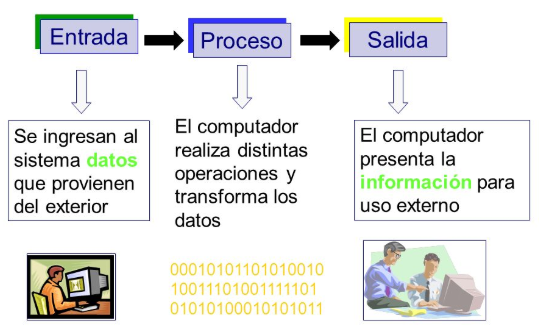 Entrada
Proceso
Salida
Se ingresan al
sistema datos
que provienen
del exterior
El computador
realiza distintas
operaciones y
transforma los
datos
El computador
presenta la
información para
uso externo
00010101101010010
10011101001111101
01010100010101011